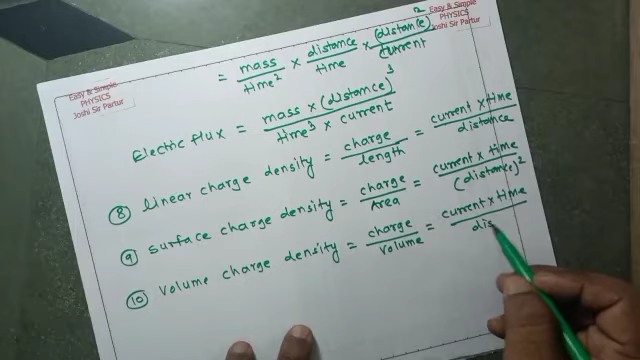 Easy & Simple
PHYSICS
Joshi Sir Partur
= mass / time² × distance / time × (distance)² / current
Easy & Simple
PHYSICS
Joshi Sir Partur
Electric flux = mass × (distance)³ / time³ × current
⑧ linear charge density = charge / length = current × time / distance
⑨ surface charge density = charge / Area = current × time / (distance)²
⑩ Volume charge density = charge / volume = current × time / dis